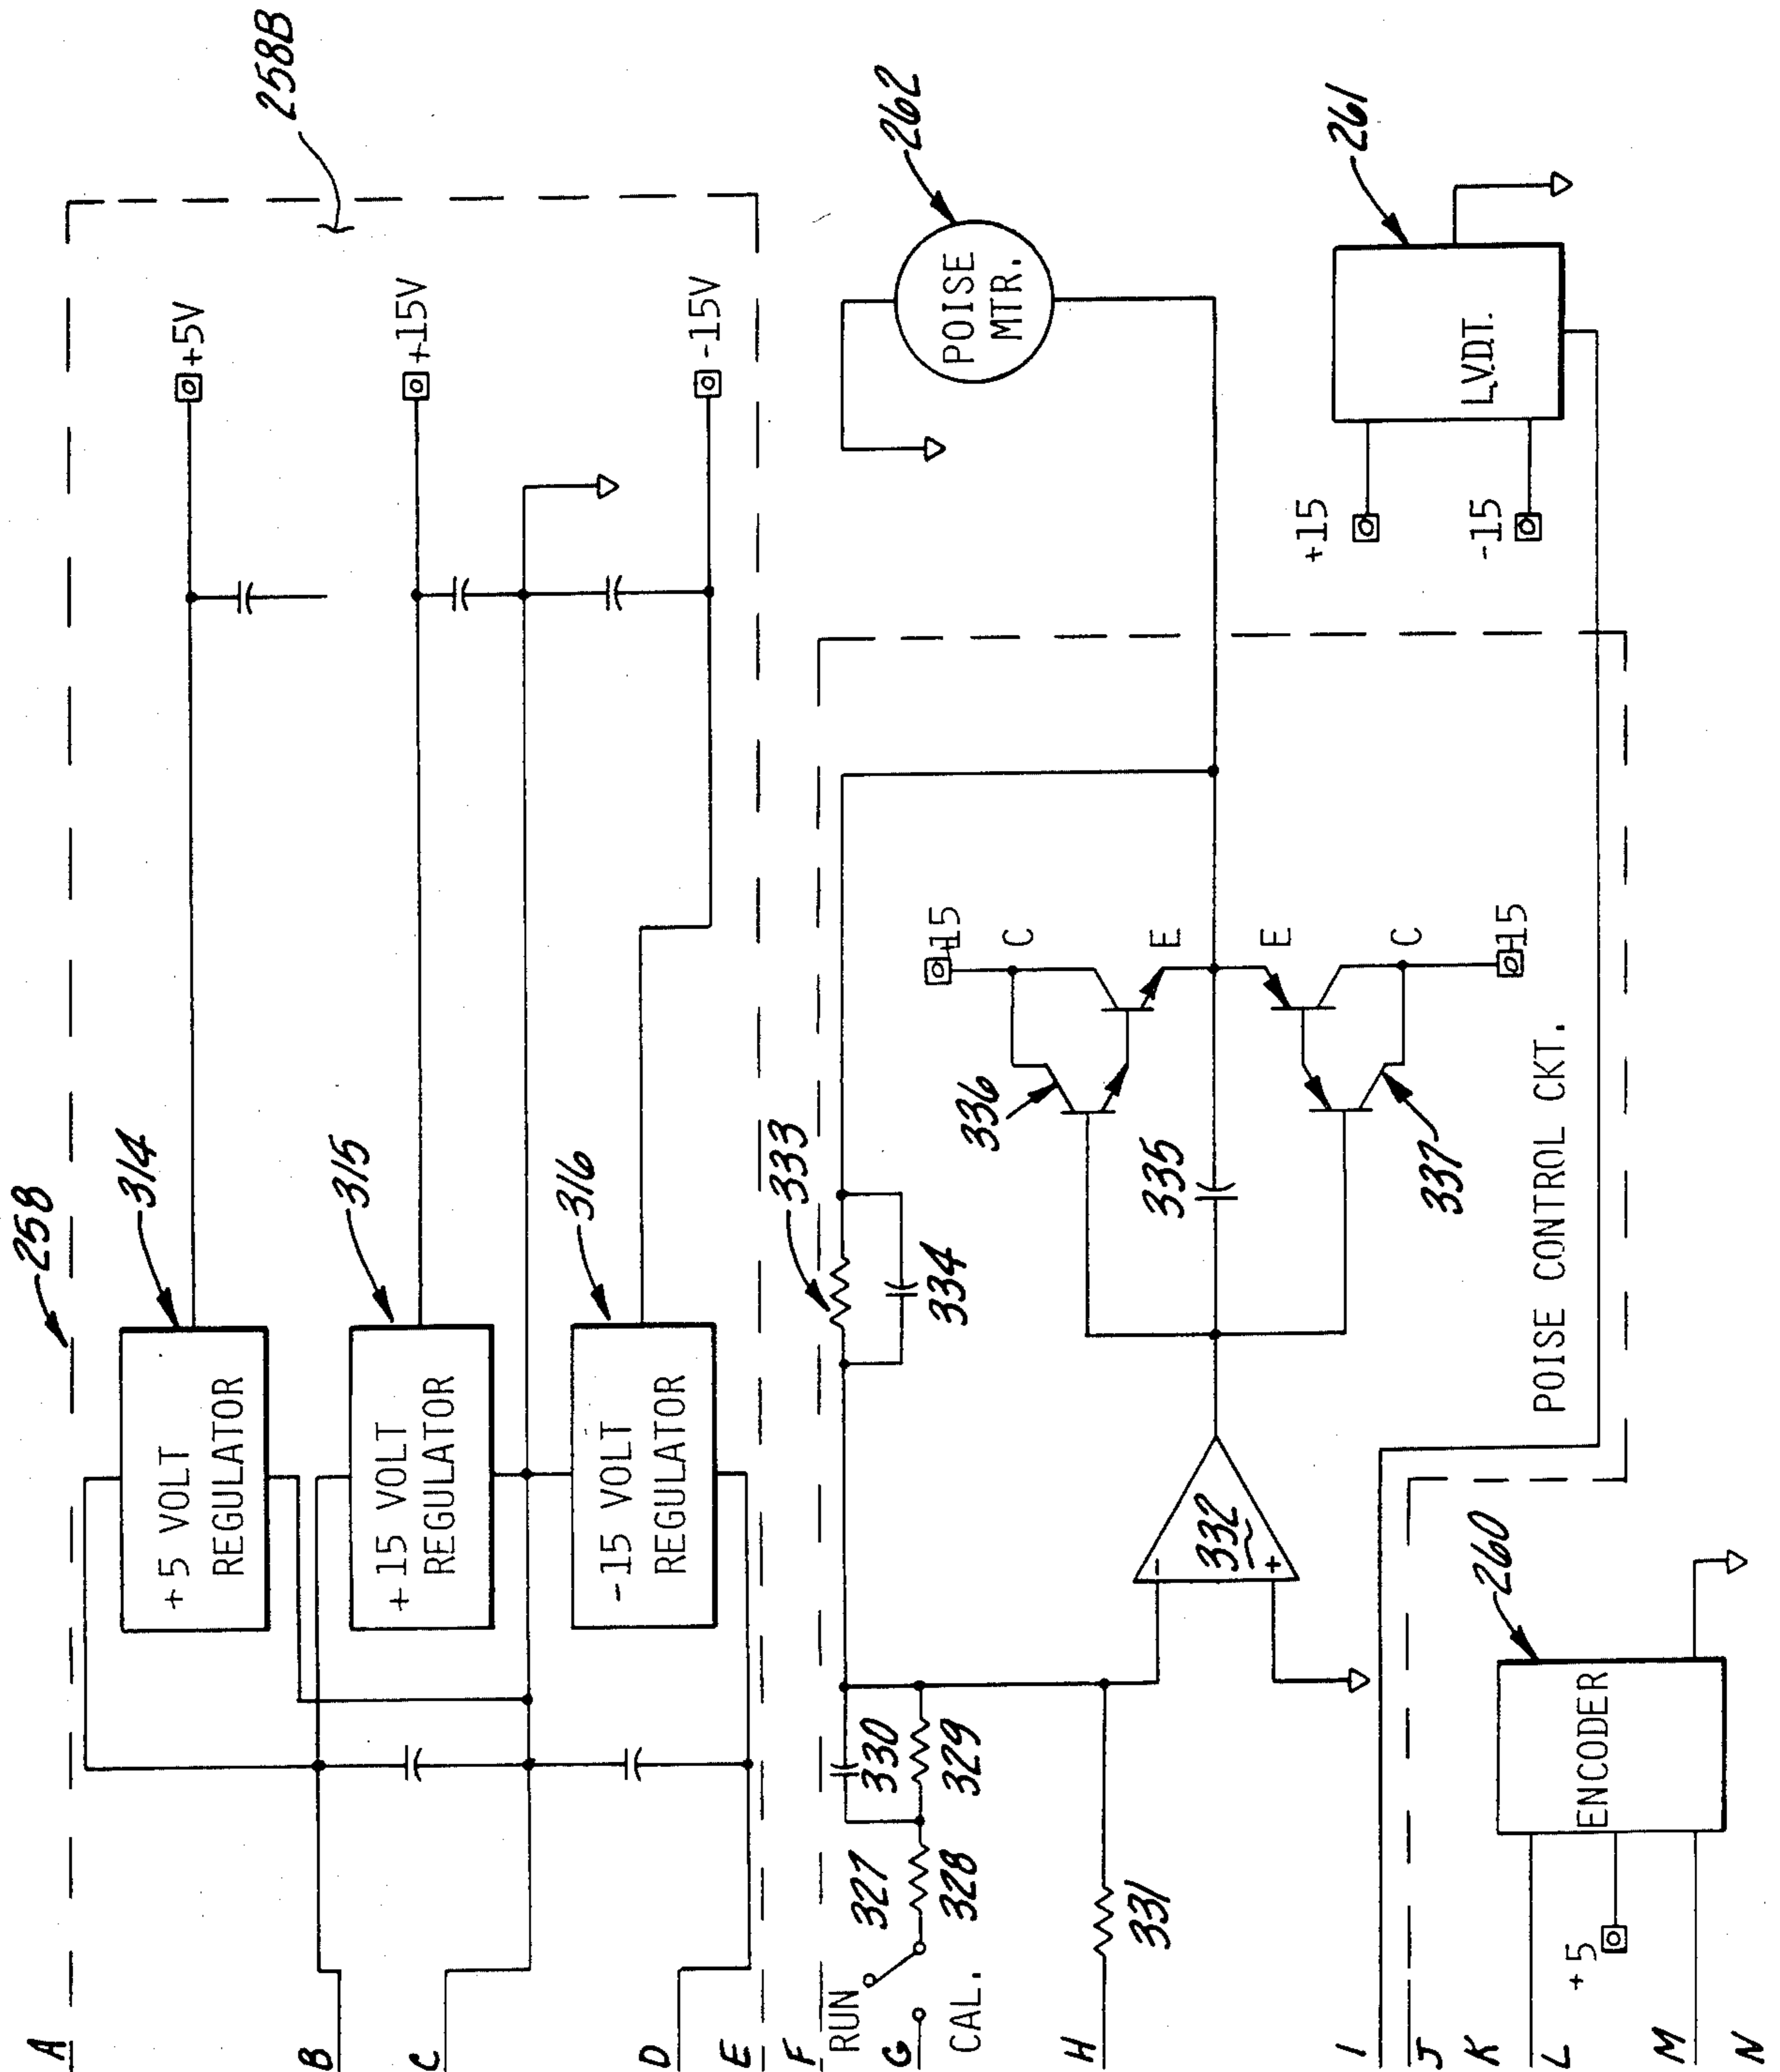 258
258B
314
+5 VOLT
REGULATOR
+5V
315
+15 VOLT
REGULATOR
+15V
316
-15 VOLT
REGULATOR
-15V
A
B
C
D
E
F
RUN
G
CAL.
H
I
J
K
L
M
N
327
328
330
329
331
333
334
332
-
+
335
336
337
+15
C
E
E
C
-15
POISE CONTROL CKT.
262
POISE
MTR.
261
LVDT.
+15
-15
260
ENCODER
+5